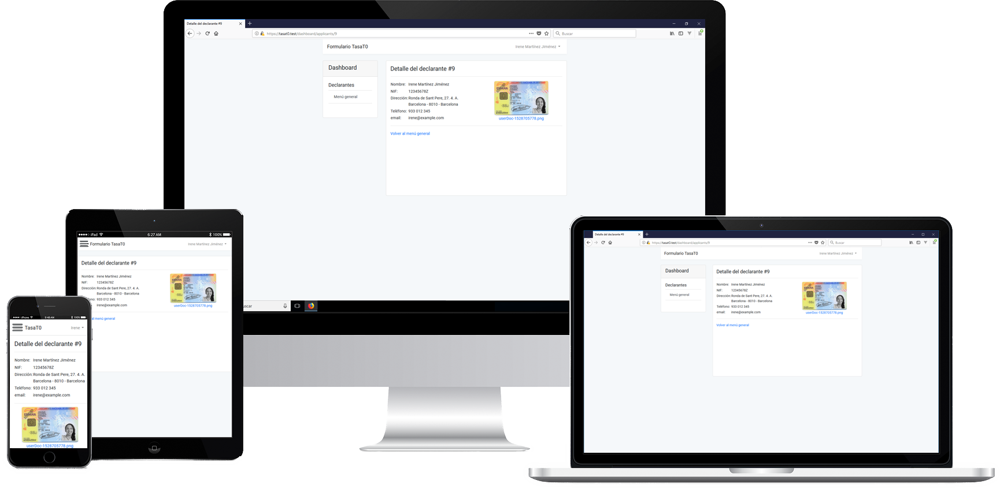 Detalle del declarante #9
https://tasat0.test/dashboard/applicants/9
Buscar
Formulario TasaT0
Irene Martínez Jiménez
Dashboard
Declarantes
Menú general
Detalle del declarante #9
Nombre: Irene Martínez Jiménez
NIF: 12345678Z
Dirección: Ronda de Sant Pere, 27. 4. A.
Barcelona - 8010 - Barcelona
Teléfono: 933 012 345
email: irene@example.com
ESPAÑA
userDoc-1528705778.png
Volver al menú general
uscar
iPad
6:27 AM
100%
Formulario TasaT0
Irene Martínez Jiménez
Detalle del declarante #9
Nombre: Irene Martínez Jiménez
NIF: 12345678Z
Dirección: Ronda de Sant Pere, 27. 4. A.
Barcelona - 8010 - Barcelona
fono: 933 012 345
irene@example.com
ESPAÑA
userDoc-1528705778.png
al menú general
iPhone
9:48 AM
100%
TasaT0
Irene
Detalle del declarante #9
Nombre: Irene Martínez Jiménez
NIF: 12345678Z
Dirección: Ronda de Sant Pere, 27. 4. A.
Barcelona - 8010 - Barcelona
Teléfono: 933 012 345
email: irene@example.com
ESPAÑA
userDoc-1528705778.png
Detalle del declarante #9
https://tasat0.test/dashboard/applicants/9
Buscar
Formulario TasaT0
Irene Martínez Jiménez
Dashboard
Declarantes
Menú general
Detalle del declarante #9
Nombre: Irene Martínez Jiménez
NIF: 12345678Z
Dirección: Ronda de Sant Pere, 27. 4. A.
Barcelona - 8010 - Barcelona
Teléfono: 933 012 345
email: irene@example.com
ESPAÑA
userDoc-1528705778.png
Volver al menú general